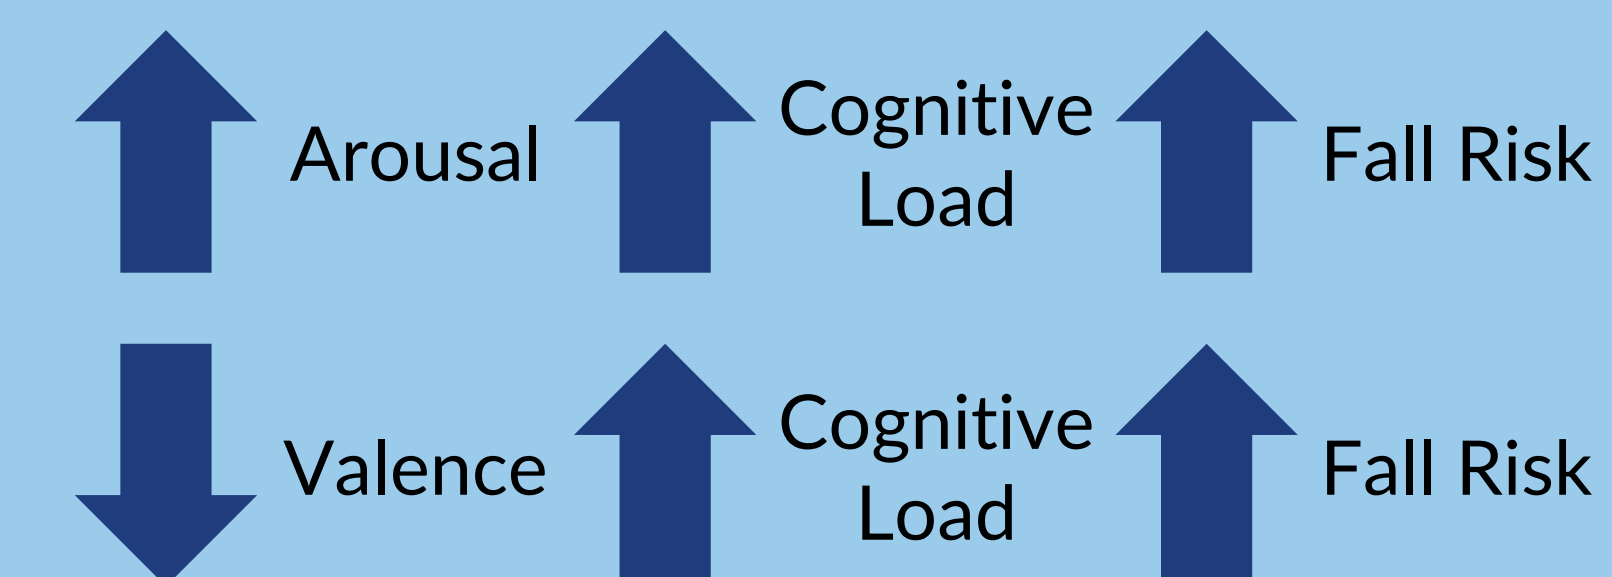 Arousal
Cognitive
Load
Fall Risk
Valence
Cognitive
Load
Fall Risk